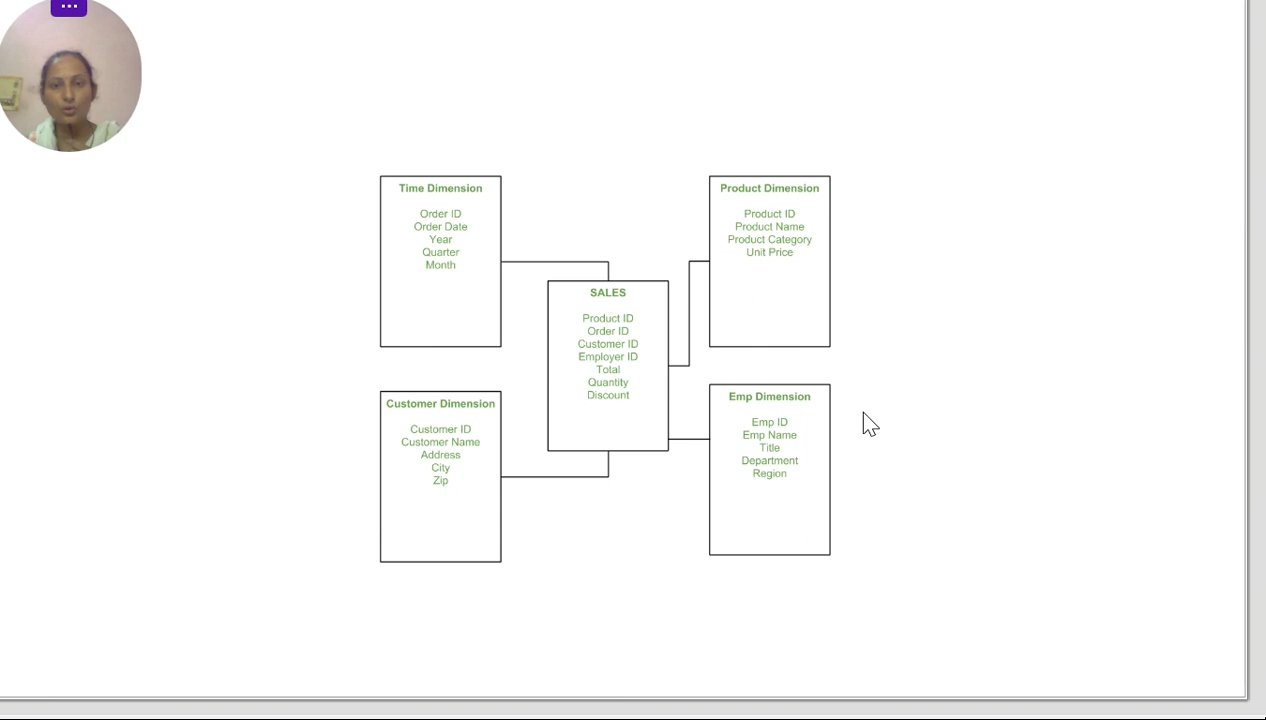 Time Dimension
Order ID
Order Date
Year
Quarter
Month
Product Dimension
Product ID
Product Name
Product Category
Unit Price
SALES
Product ID
Order ID
Customer ID
Employer ID
Total
Quantity
Discount
Customer Dimension
Customer ID
Customer Name
Address
City
Zip
Emp Dimension
Emp ID
Emp Name
Title
Department
Region